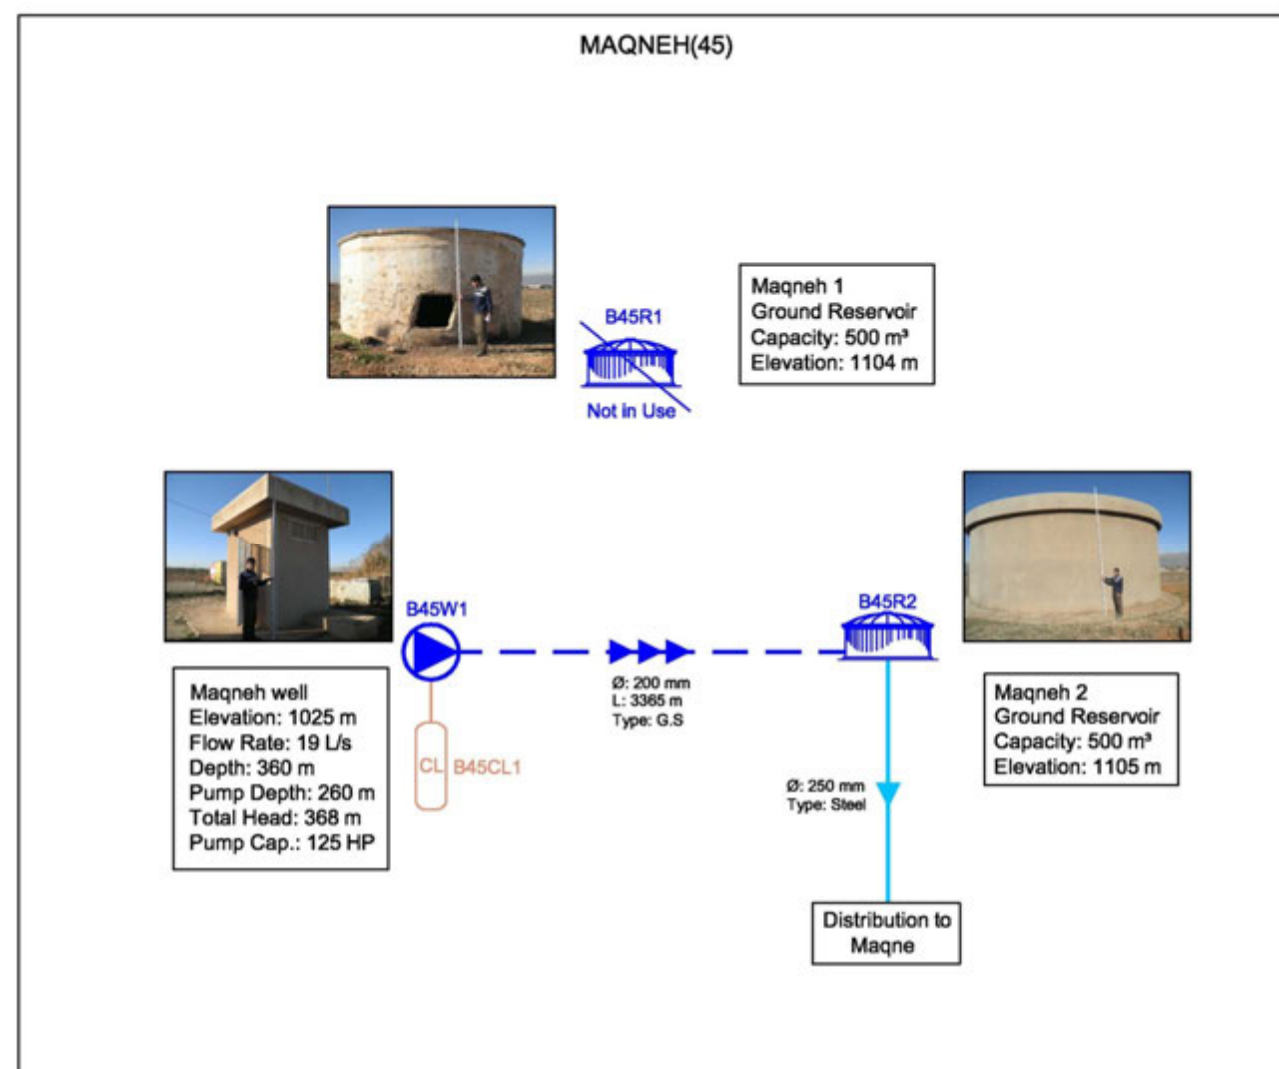 MAQNEH(45)
B45R1
Not in Use
Maqneh 1
Ground Reservoir
Capacity: 500 m³
Elevation: 1104 m
B45W1
Maqneh well
Elevation: 1025 m
Flow Rate: 19 L/s
Depth: 360 m
Pump Depth: 260 m
Total Head: 368 m
Pump Cap.: 125 HP
CL
B45CL1
Ø: 200 mm
L: 3365 m
Type: G.S
B45R2
Maqneh 2
Ground Reservoir
Capacity: 500 m³
Elevation: 1105 m
Ø: 250 mm
Type: Steel
Distribution to
Maqne